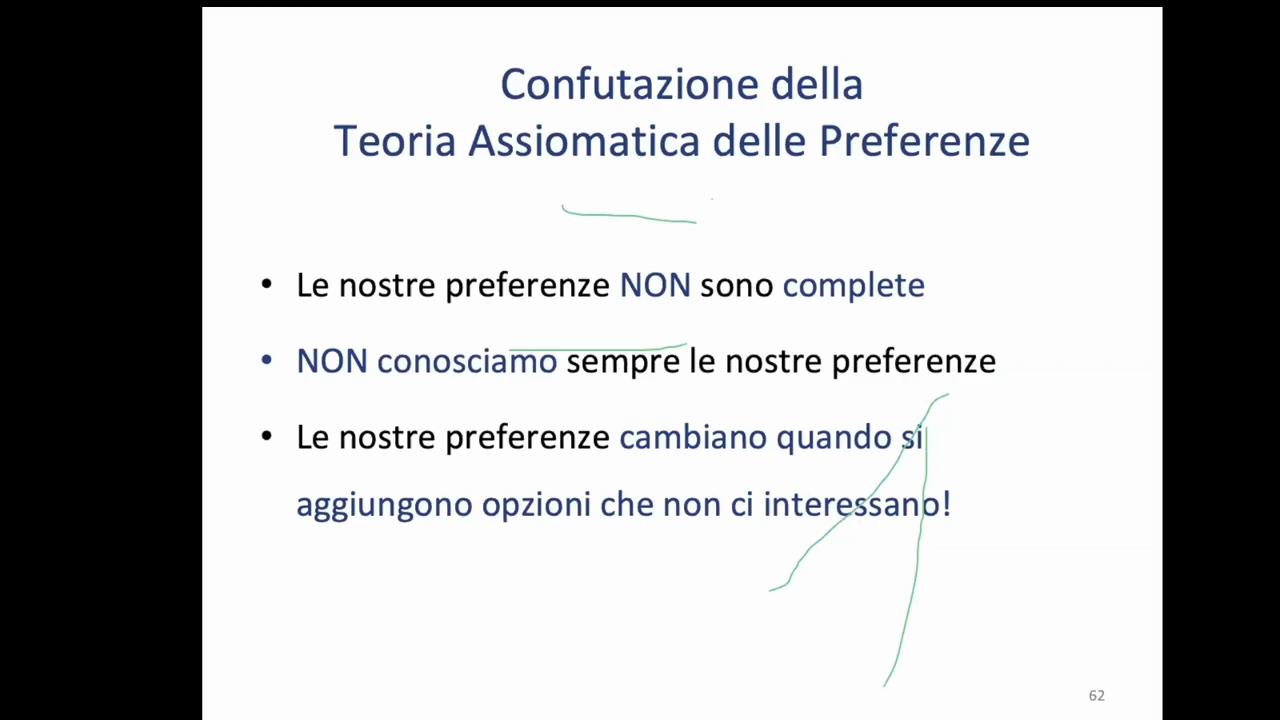 Confutazione della
Teoria Assiomatica delle Preferenze
• Le nostre preferenze NON sono complete
• NON conosciamo sempre le nostre preferenze
• Le nostre preferenze cambiano quando si
aggiungono opzioni che non ci interessano!
62